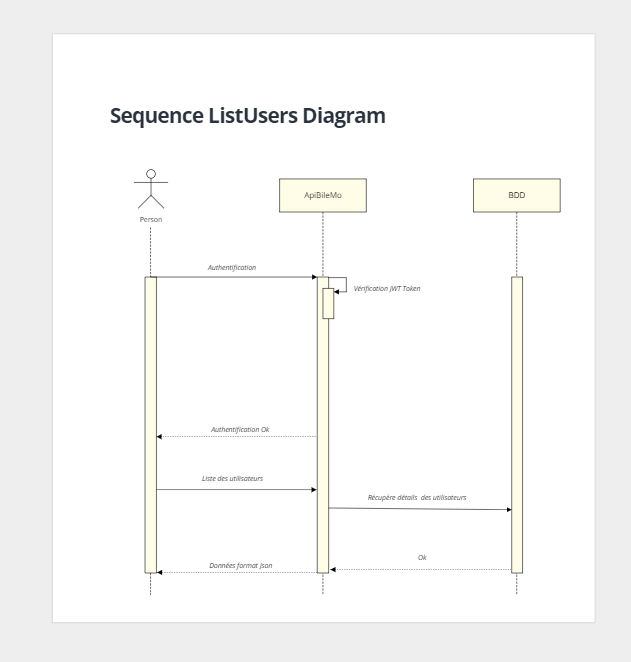 Sequence ListUsers Diagram
Person
ApiBileMo
BDD
Authentification
Vérification JWT Token
Authentification Ok
Liste des utilisateurs
Récupère détails  des utilisateurs
Ok
Données format Json